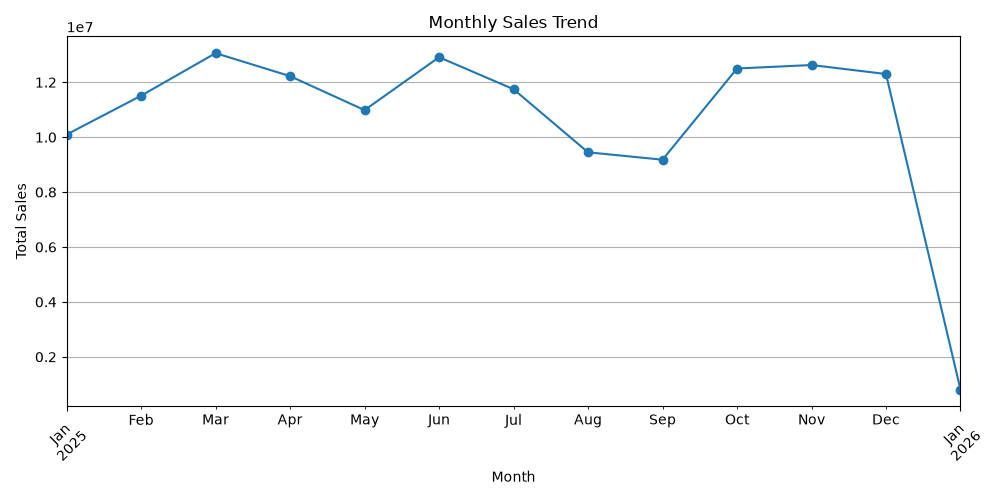 Monthly Sales Trend
1e7
1.2
1.0
0.8
0.6
0.4
0.2
Total Sales
Jan
2025
Feb
Mar
Apr
May
Jun
Jul
Aug
Sep
Oct
Nov
Dec
Jan
2026
Month